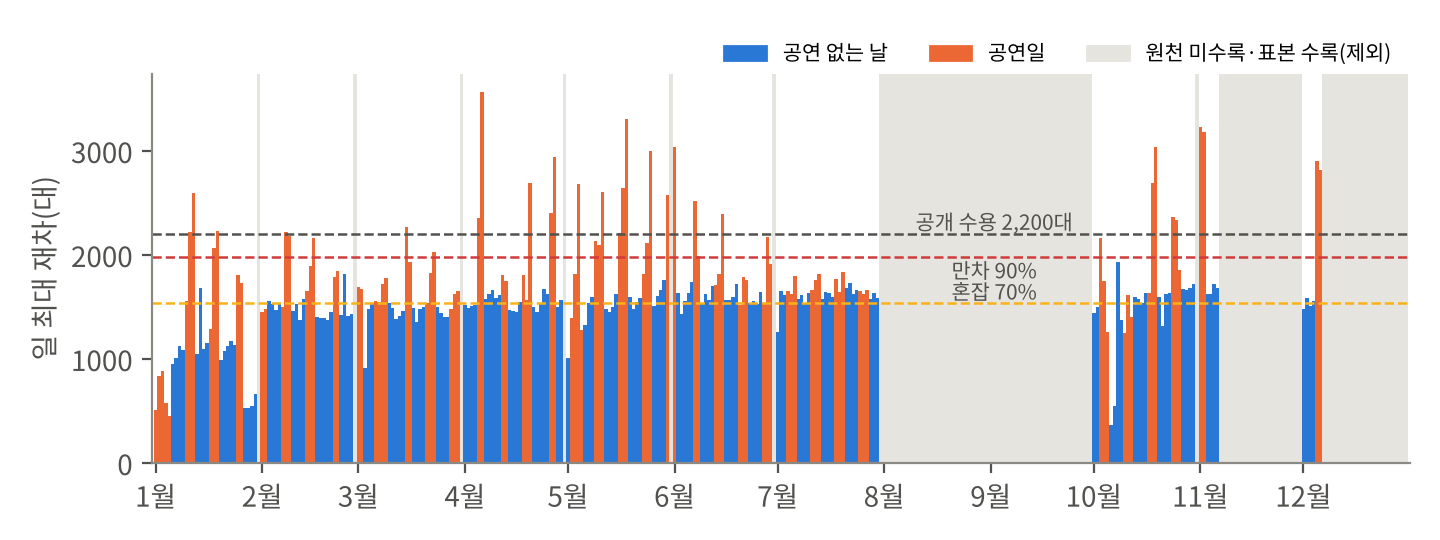 공연 없는 날
공연일
원천 미수록·표본 수록(제외)
일 최대 재차(대)
3000
2000
1000
0
공개 수용 2,200대
만차 90%
혼잡 70%
1월 2월 3월 4월 5월 6월 7월 8월 9월 10월 11월 12월